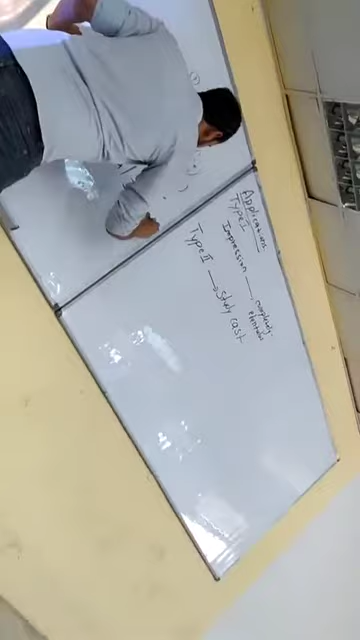 Applications
Type I
Impression →
Type II → Study cast